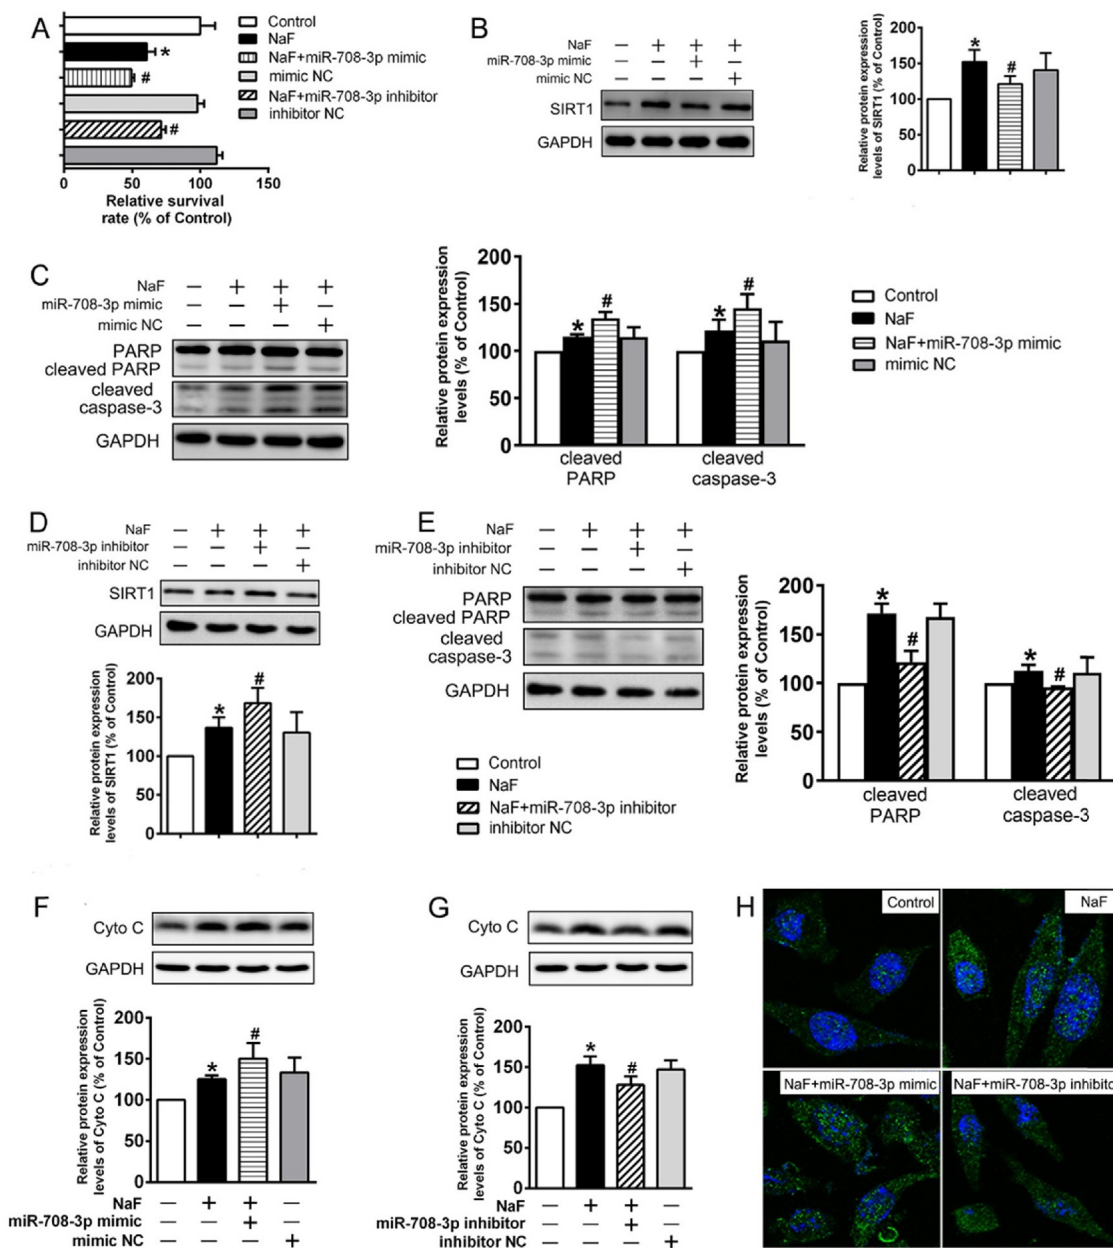 A
Control
NaF
NaF+miR-708-3p mimic
mimic NC
NaF+miR-708-3p inhibitor
inhibitor NC
*
#
#
0 50 100 150
Relative survival
rate (% of Control)
B
NaF — + + +
miR-708-3p mimic — — + —
mimic NC — — — +
SIRT1
GAPDH
Relative protein expression
levels of SIRT1 (% of Control)
200
150
100
50
0
*
#
C
NaF — + + +
miR-708-3p mimic — — + —
mimic NC — — — +
PARP
cleaved PARP
cleaved
caspase-3
GAPDH
Relative protein expression
levels (% of Control)
200
150
100
50
0
* # * #
cleaved
PARP
cleaved
caspase-3
Control
NaF
NaF+miR-708-3p mimic
mimic NC
D
NaF — + + +
miR-708-3p inhibitor — — + —
inhibitor NC — — — +
SIRT1
GAPDH
Relative protein expression
levels of SIRT1 (% of Control)
200
150
100
50
0
*
#
E
NaF — + + +
miR-708-3p inhibitor — — + —
inhibitor NC — — — +
PARP
cleaved PARP
cleaved
caspase-3
GAPDH
Control
NaF
NaF+miR-708-3p inhibitor
inhibitor NC
Relative protein expression
levels (% of Control)
200
150
100
50
0
* # * #
cleaved
PARP
cleaved
caspase-3
F
Cyto C
GAPDH
Relative protein expression
levels of Cyto C (% of Control)
200
150
100
50
0
*
#
NaF — + + —
miR-708-3p mimic — — + —
mimic NC — — — +
G
Cyto C
GAPDH
Relative protein expression
levels of Cyto C (% of Control)
200
150
100
50
0
*
#
NaF — + + —
miR-708-3p inhibitor — — + —
inhibitor NC — — — +
H
Control
NaF
NaF+miR-708-3p mimic
NaF+miR-708-3p inhibito